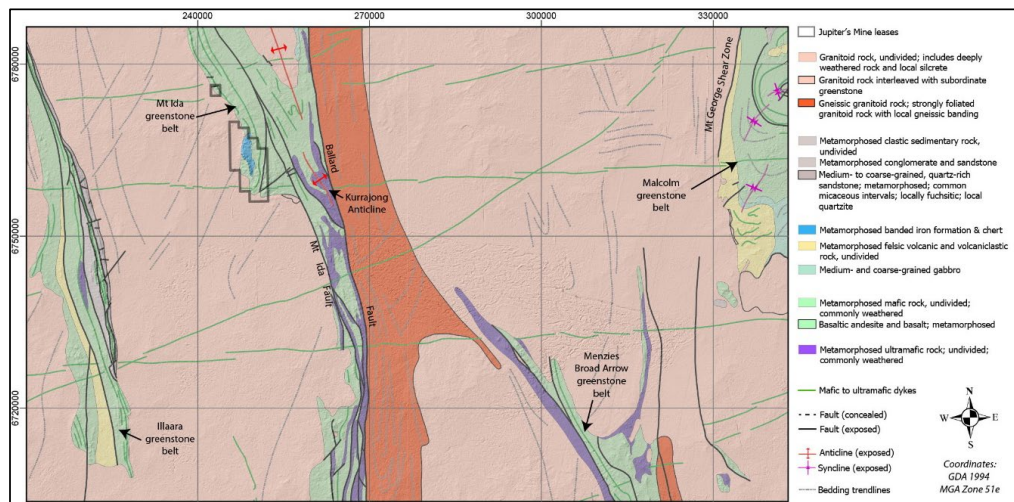 240000
270000
300000
330000
6780000
6750000
6720000
Mt Ida
greenstone
belt
Ballard
Fault
Kurrajong
Anticline
Mt Ida Fault
Mt George Shear Zone
Malcolm
greenstone
belt
Menzies
Broad Arrow
greenstone
belt
Illaara
greenstone
belt
Jupiter's Mine leases
Granitoid rock, undivided; includes deeply
weathered rock and local silcrete
Granitoid rock interleaved with subordinate
greenstone
Gneissic granitoid rock; strongly foliated
granitoid rock with local gneissic banding
Metamorphosed clastic sedimentary rock,
undivided
Metamorphosed conglomerate and sandstone
Medium- to coarse-grained, quartz-rich
sandstone; metamorphosed; common
micaceous intervals; locally fuchsitic; local
quartzite
Metamorphosed banded iron formation & chert
Metamorphosed felsic volcanic and volcaniclastic
rock, undivided
Medium- and coarse-grained gabbro
Metamorphosed mafic rock, undivided;
commonly weathered
Basaltic andesite and basalt; metamorphosed
Metamorphosed ultramafic rock; undivided;
commonly weathered
Mafic to ultramafic dykes
Fault (concealed)
Fault (exposed)
Anticline (exposed)
Syncline (exposed)
Bedding trendlines
N
W
E
S
Coordinates:
GDA 1994
MGA Zone 51e